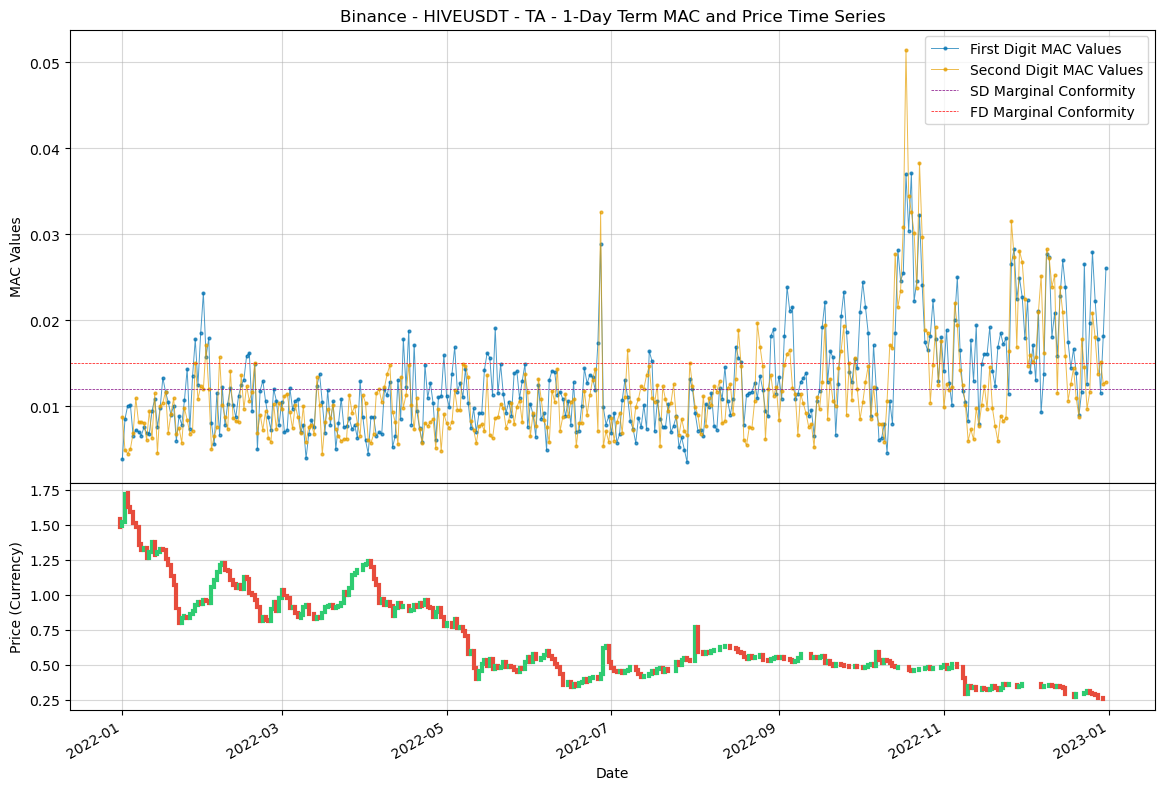 Binance - HIVEUSDT - TA - 1-Day Term MAC and Price Time Series
First Digit MAC Values
Second Digit MAC Values
SD Marginal Conformity
FD Marginal Conformity
MAC Values
0.05
0.04
0.03
0.02
0.01
Price (Currency)
1.75
1.50
1.25
1.00
0.75
0.50
0.25
2022-01
2022-03
2022-05
2022-07
2022-09
2022-11
2023-01
Date